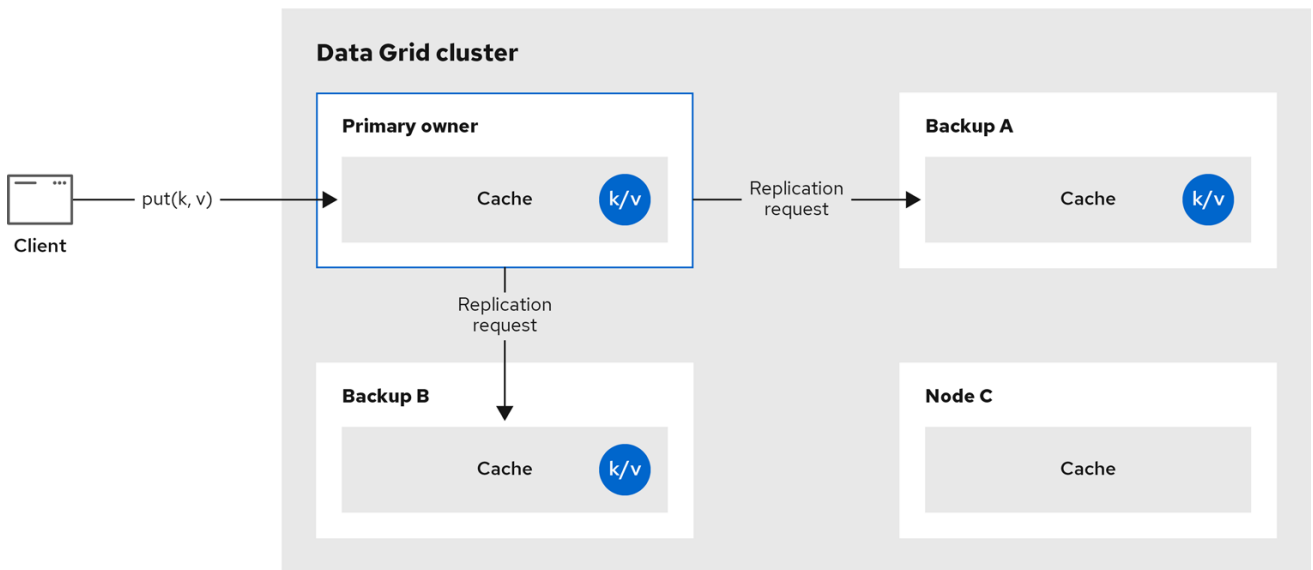 Data Grid cluster
Primary owner
Cache
k/v
Backup A
Cache
k/v
put(k, v)
Client
Replication
request
Replication
request
Backup B
Cache
k/v
Node C
Cache